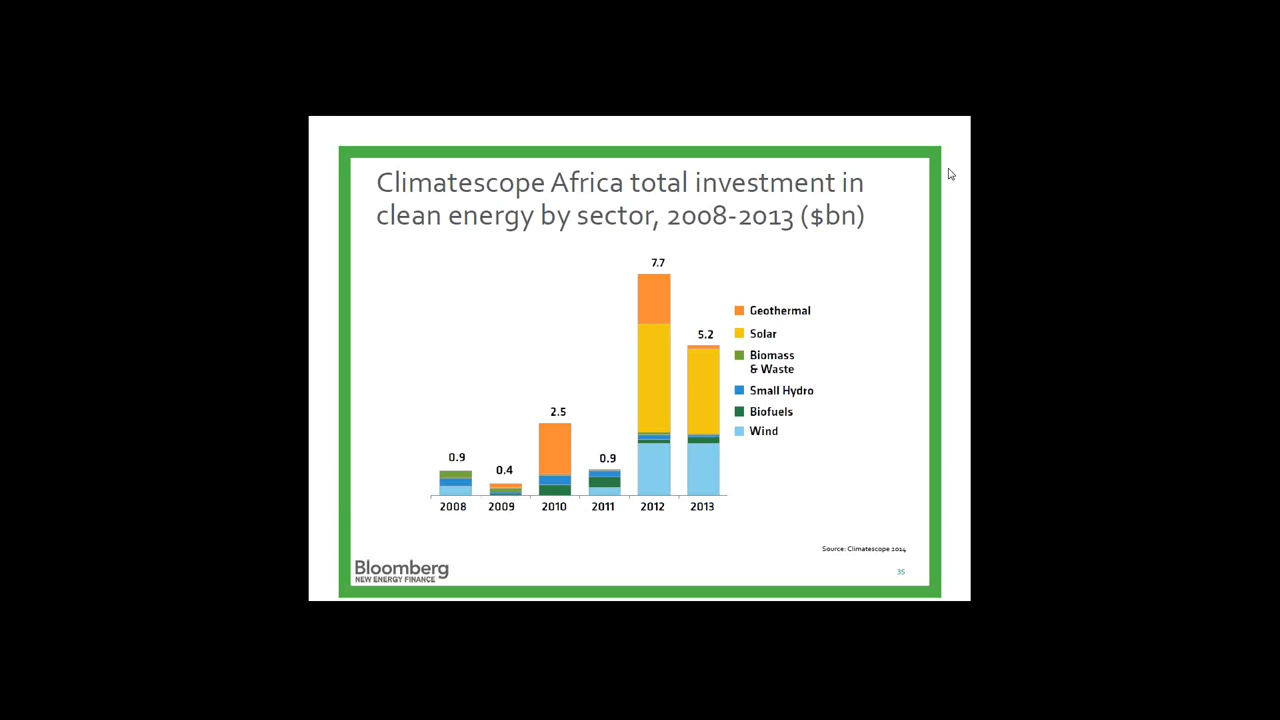 Climatescope Africa total investment in
clean energy by sector, 2008-2013 ($bn)
7.7
5.2
2.5
0.9
0.4
0.9
Geothermal
Solar
Biomass
& Waste
Small Hydro
Biofuels
Wind
2008 2009 2010 2011 2012 2013
Source: Climatescope 2014
Bloomberg
NEW ENERGY FINANCE
35